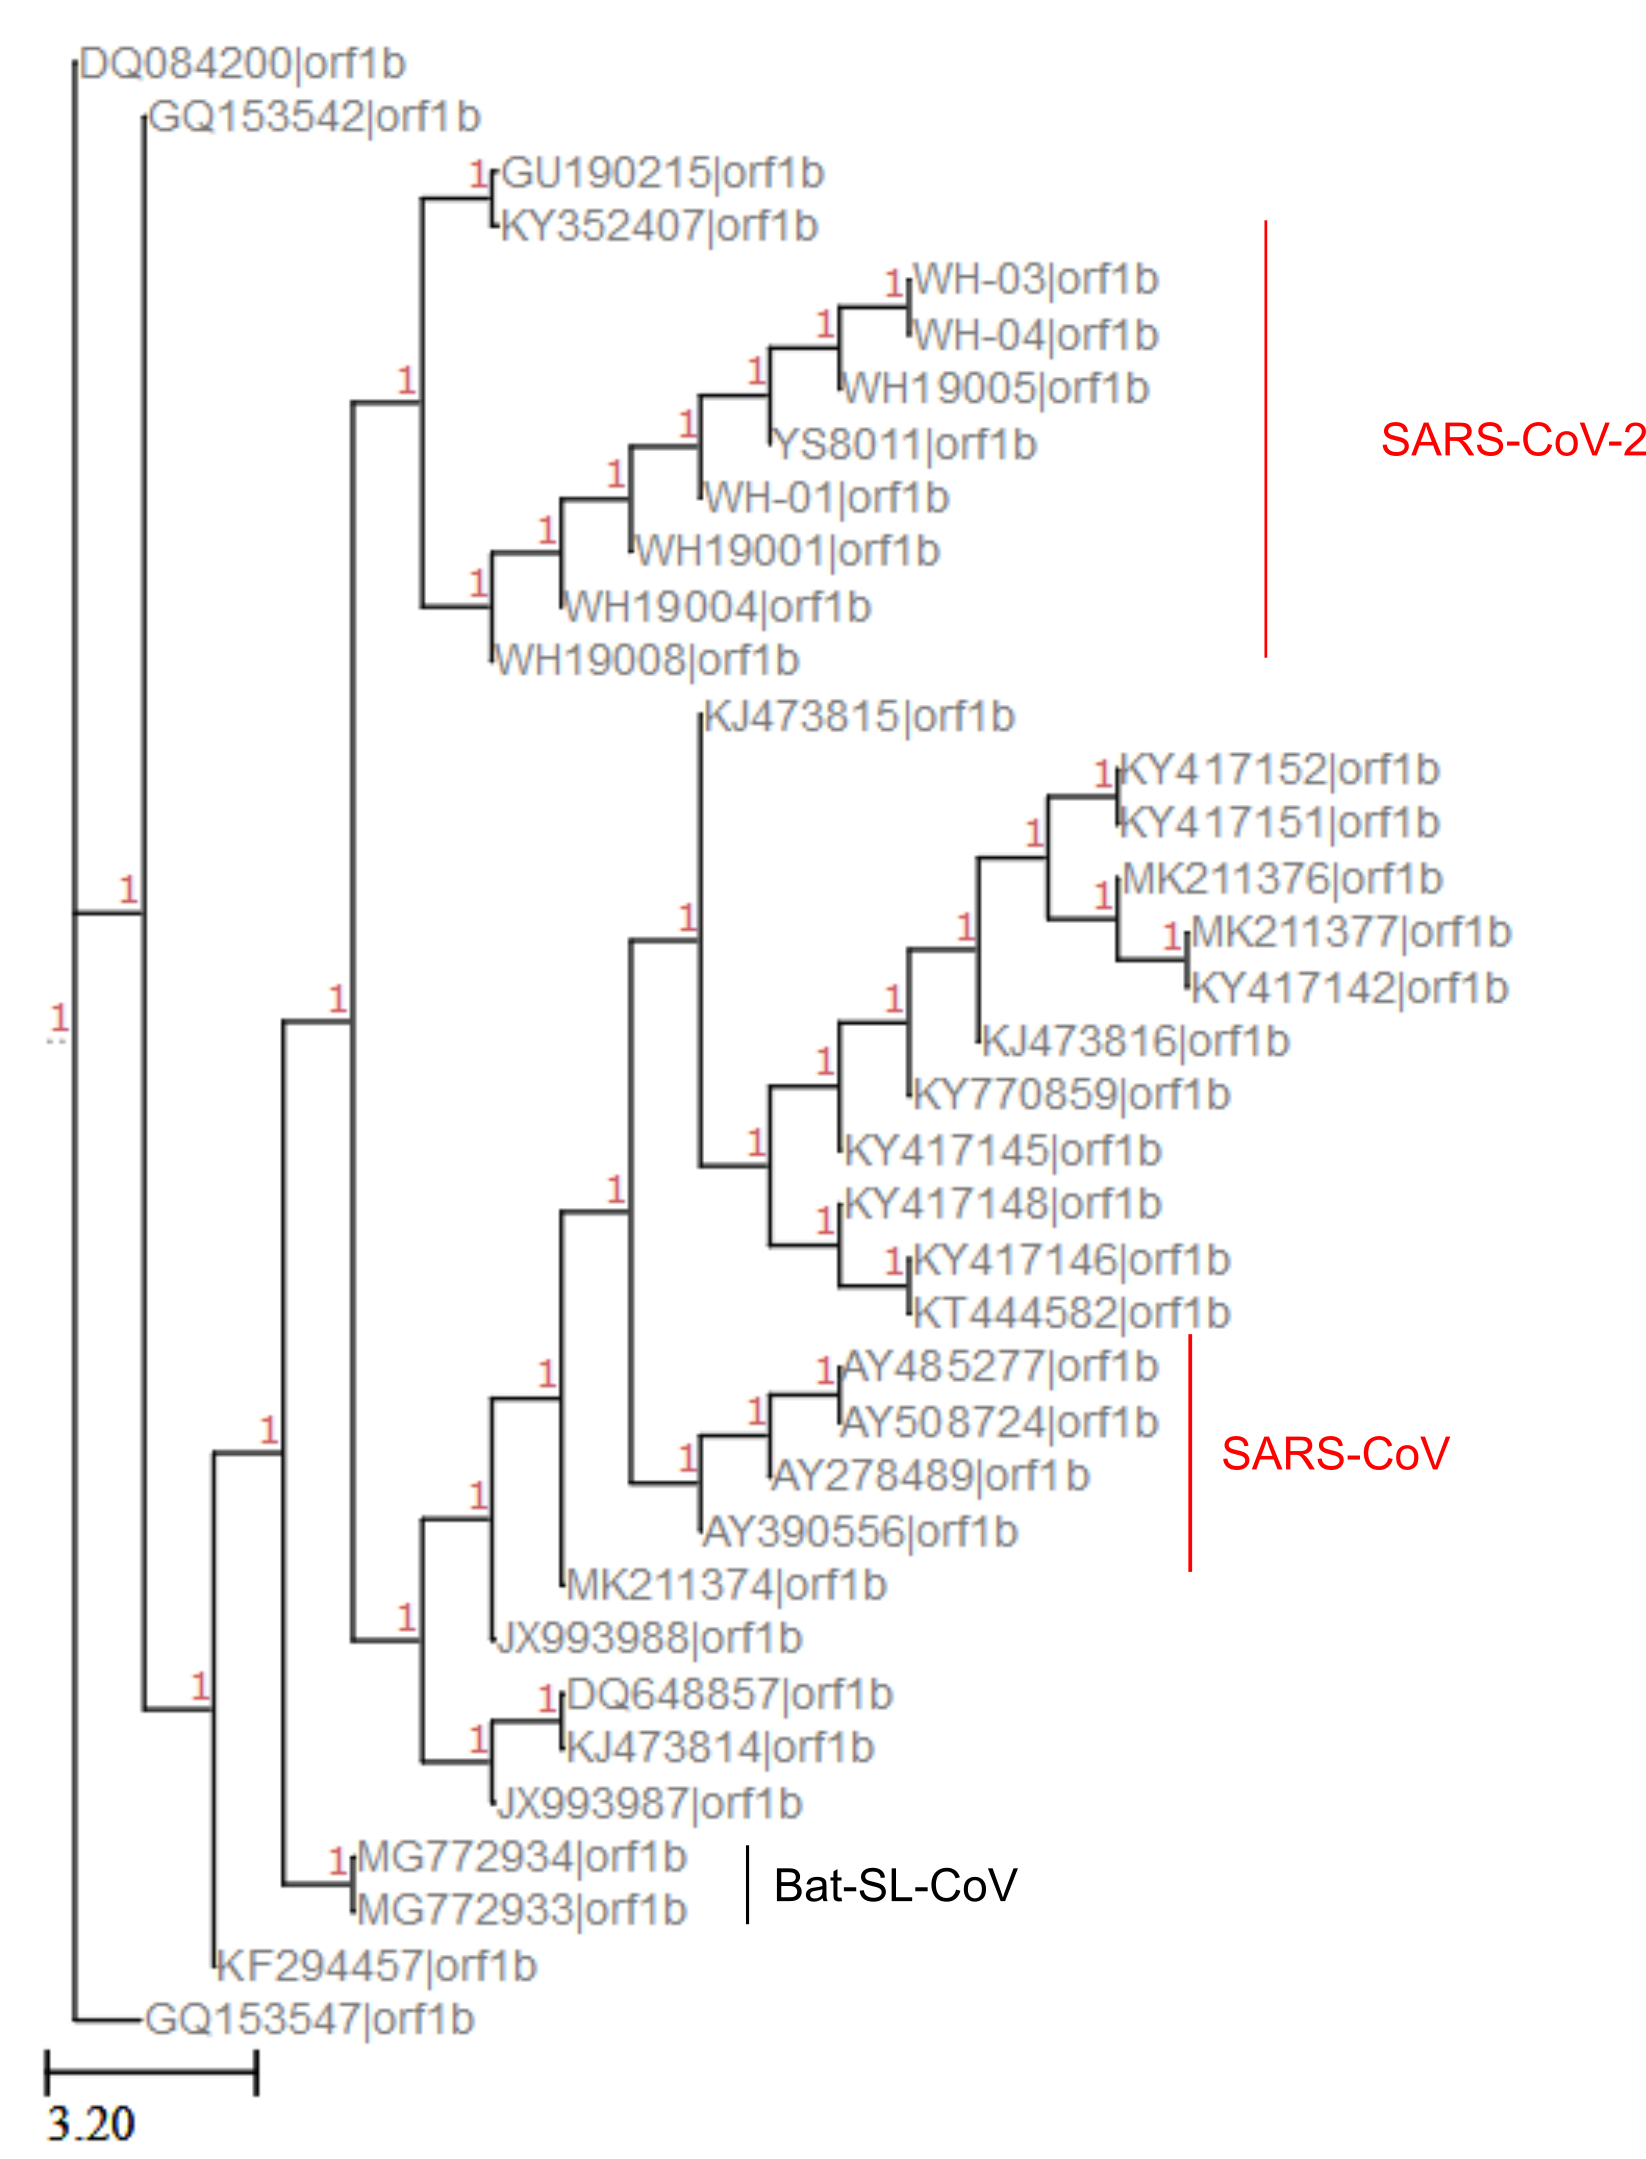 DQ084200|orf1b
GQ153542|orf1b
1 GU190215|orf1b
KY352407|orf1b
1 WH-03|orf1b
1 WH-04|orf1b
1 WH19005|orf1b
1
1 YS8011|orf1b
SARS-CoV-2
1 WH-01|orf1b
1 WH19001|orf1b
1 WH19004|orf1b
WH19008|orf1b
KJ473815|orf1b
1 KY417152|orf1b
1 KY417151|orf1b
1 MK211376|orf1b
1
1 1 1 MK211377|orf1b
1 1 KY417142|orf1b
1
1 KJ473816|orf1b
1 KY770859|orf1b
1 KY417145|orf1b
1 KY417148|orf1b
1
1 KY417146|orf1b
KT444582|orf1b
1 1 AY485277|orf1b
1 AY508724|orf1b
1 1 SARS-CoV
AY278489|orf1b
1 AY390556|orf1b
MK211374|orf1b
1 JX993988|orf1b
1 1 DQ648857|orf1b
1 KJ473814|orf1b
JX993987|orf1b
1 MG772934|orf1b
Bat-SL-CoV
MG772933|orf1b
KF294457|orf1b
GQ153547|orf1b
3.20